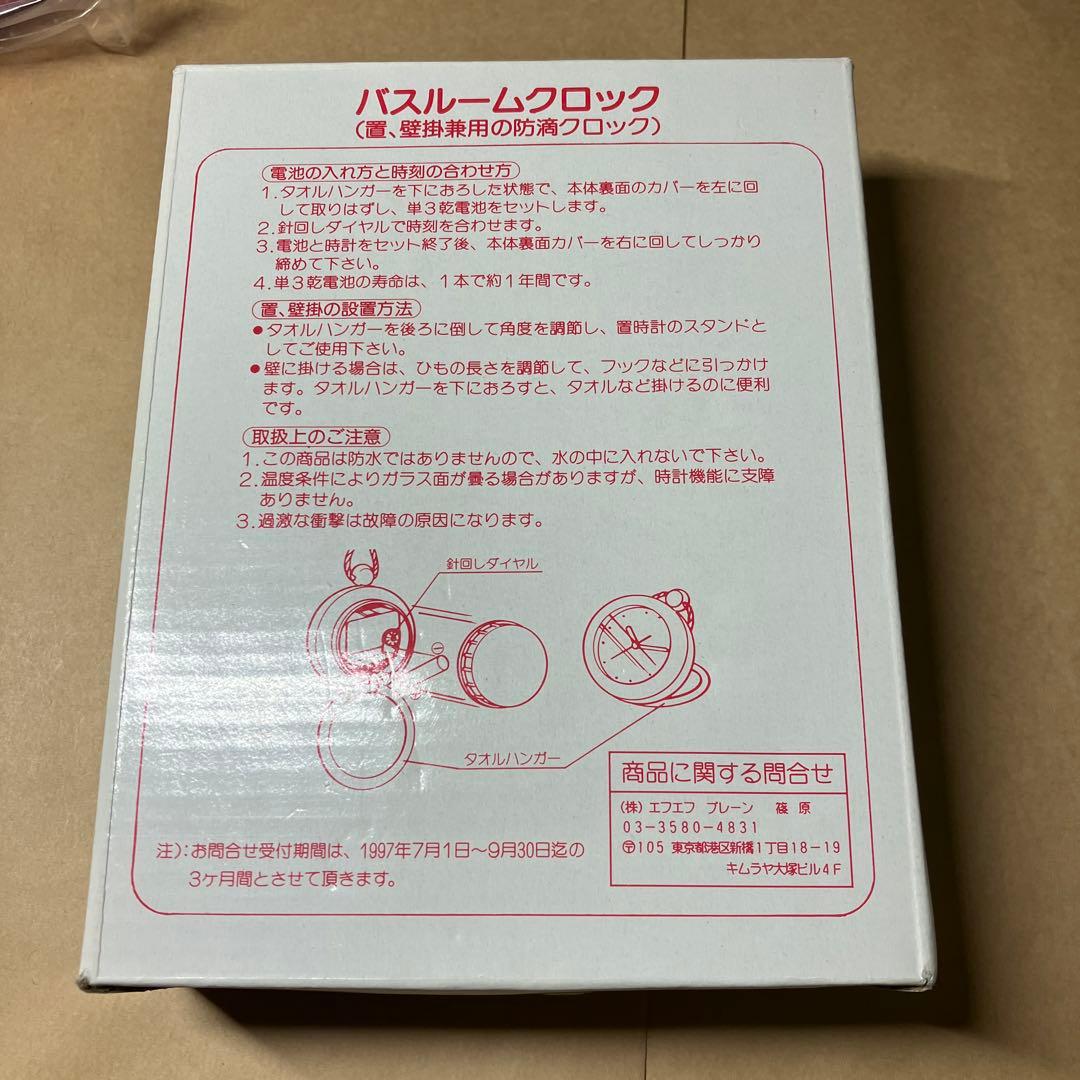 バスルームクロック
(置、壁掛兼用の防滴クロック)
電池の入れ方と時刻の合わせ方
1.タオルハンガーを下におろした状態で、本体裏面のカバーを左に回
して取りはずし、単3乾電池をセットします。
2.針回しダイヤルで時刻を合わせます。
3.電池と時計をセット終了後、本体裏面カバーを右に回してしっかり
締めて下さい。
4.単3乾電池の寿命は、1本で約1年間です。
置、壁掛の設置方法
●タオルハンガーを後ろに倒して角度を調節し、置時計のスタンドと
してご使用下さい。
●壁に掛ける場合は、ひもの長さを調節して、フックなどに引っかけ
ます。タオルハンガーを下におろすと、タオルなど掛けるのに便利
です。
取扱上のご注意
1.この商品は防水ではありませんので、水の中に入れないで下さい。
2.温度条件によりガラス面が曇る場合がありますが、時計機能に支障
ありません。
3.過激な衝撃は故障の原因になります。
針回しダイヤル
タオルハンガー
商品に関する問合せ
(株) エフエフ ブレーン 篠原
03-3580-4831
〒105 東京都港区新橋1丁目18-19
キムラヤ大塚ビル4F
注):お問合せ受付期間は、1997年7月1日〜9月30日迄の
3ヶ月間とさせて頂きます。